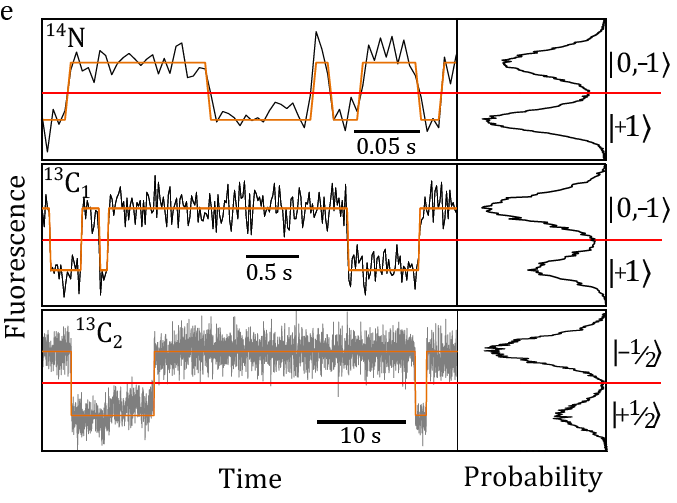 e
¹⁴N
|0,-1⟩
|+1⟩
0.05 s
¹³C₁
|0,-1⟩
|+1⟩
0.5 s
Fluorescence
¹³C₂
|-½⟩
|+½⟩
10 s
Time
Probability